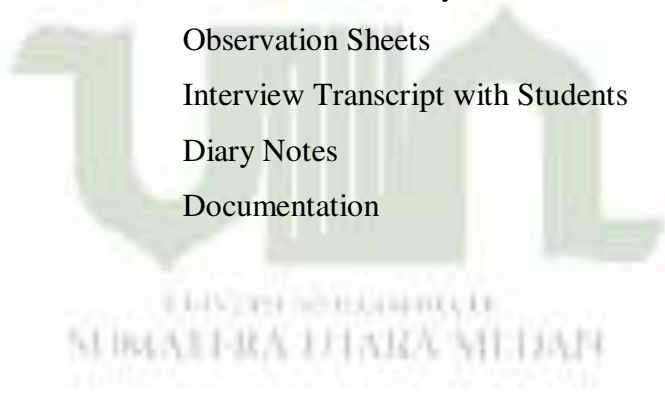 Observation Sheets
Interview Transcript with Students
Diary Notes
Documentation
SUMATERA UTARA MEDAN